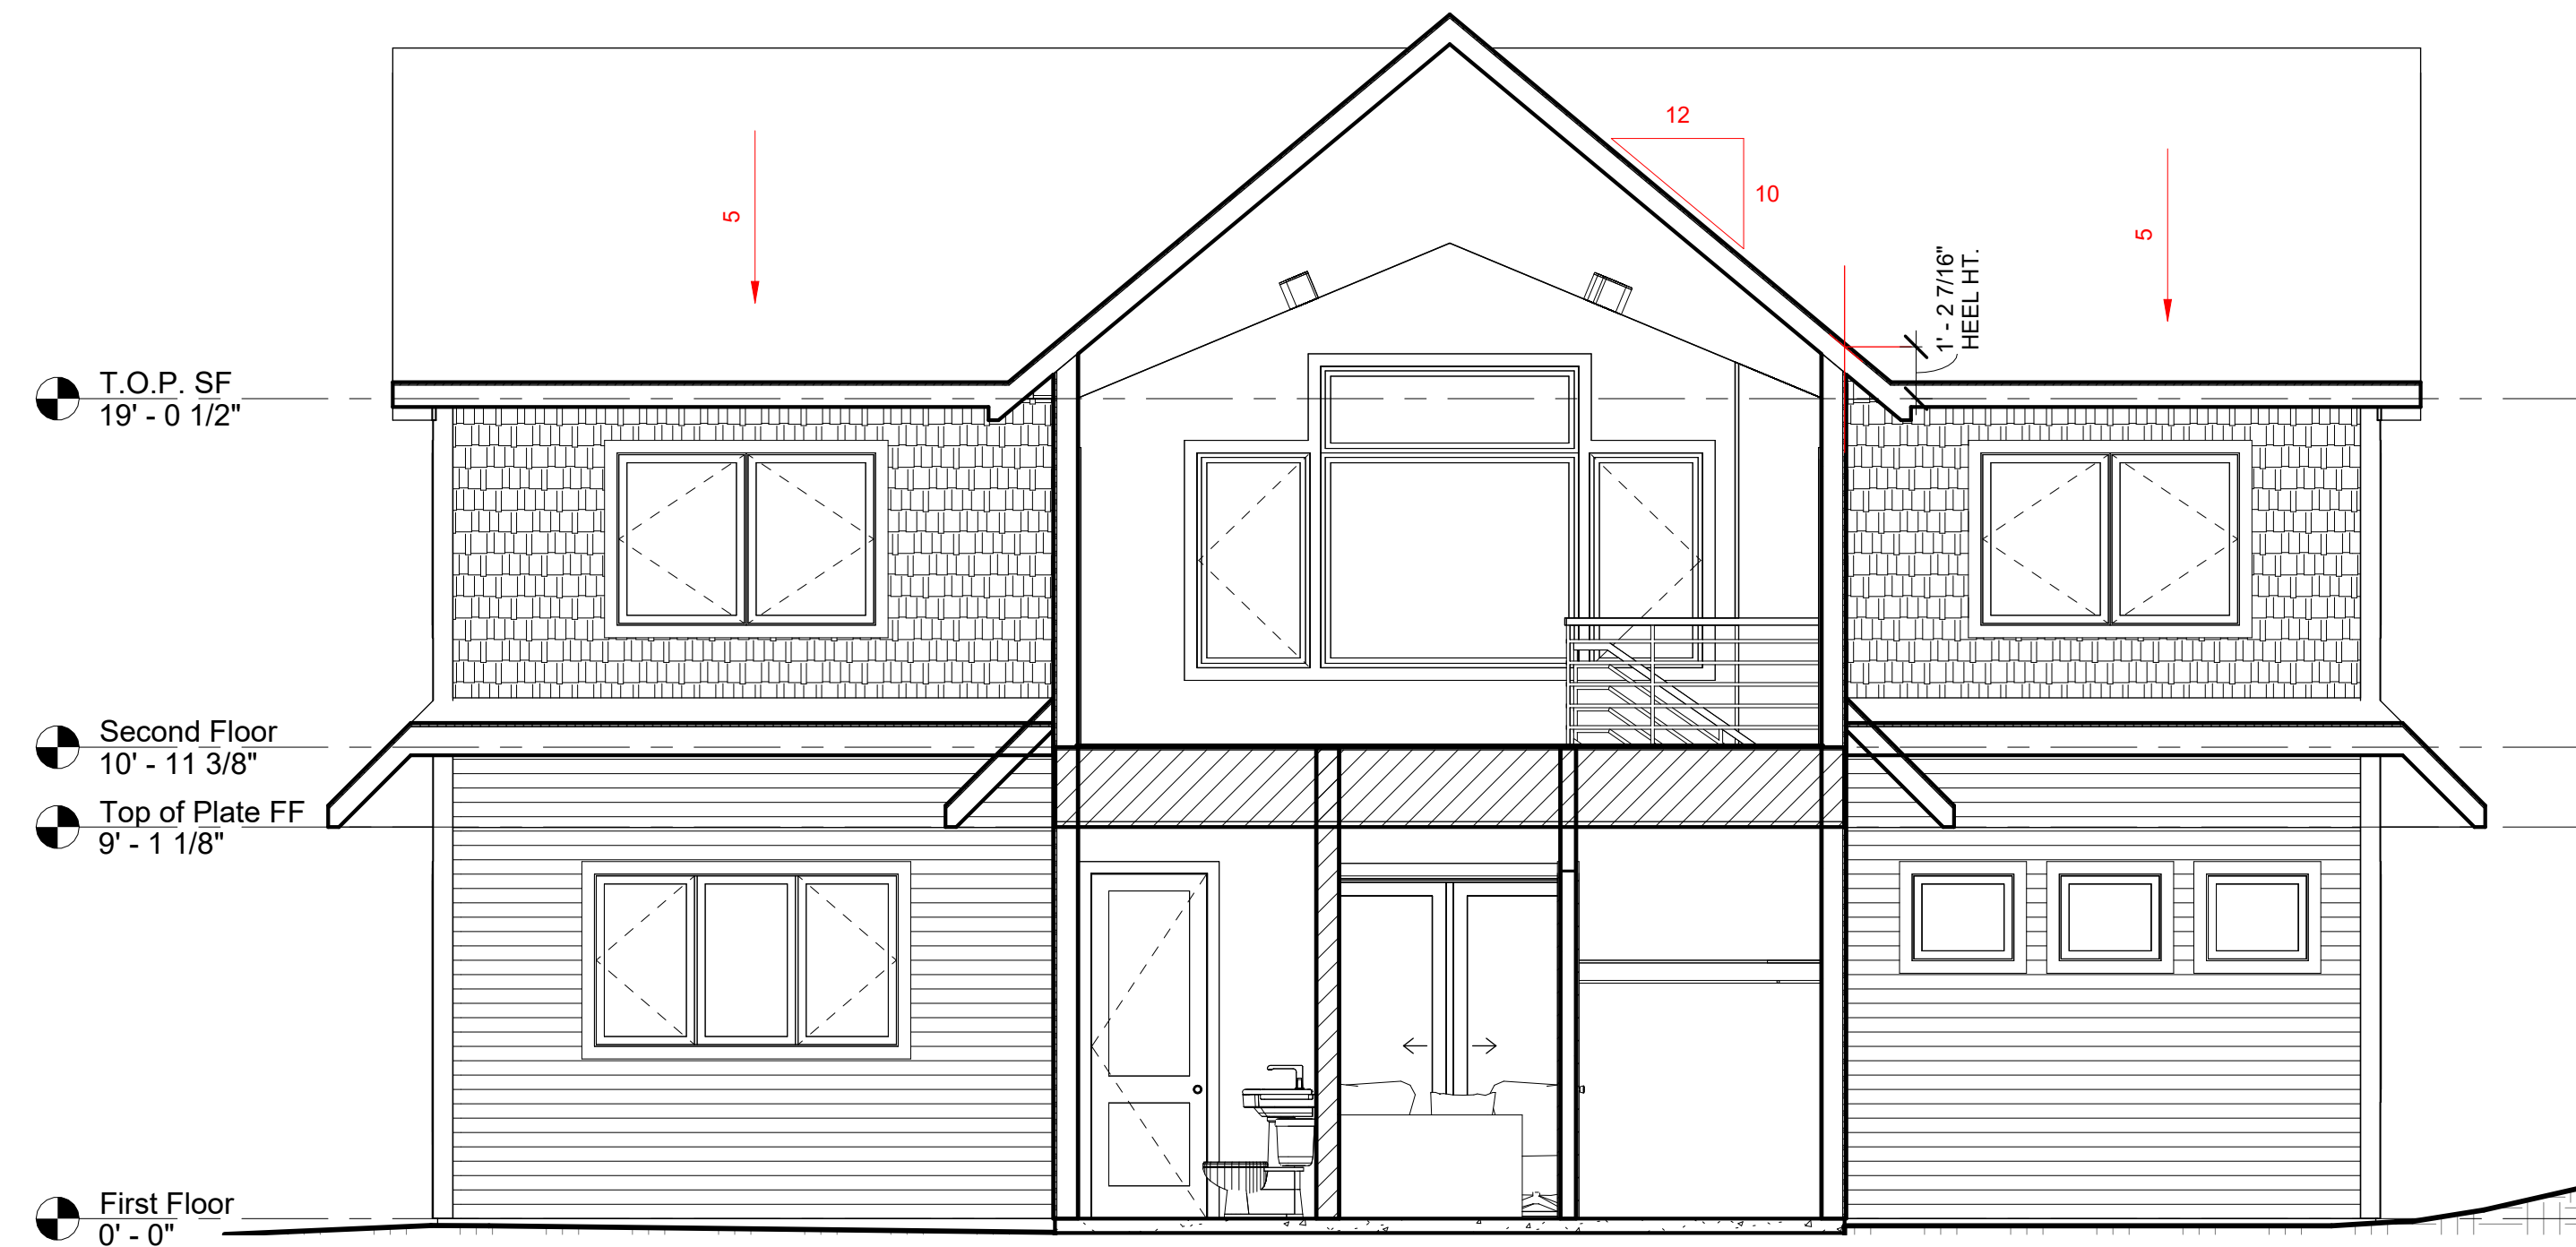 12
10
5
5
1' - 2 7/16"
HEEL HT.
T.O.P. SF
19' - 0 1/2"
Second Floor
10' - 11 3/8"
Top of Plate FF
9' - 1 1/8"
First Floor
0' - 0"